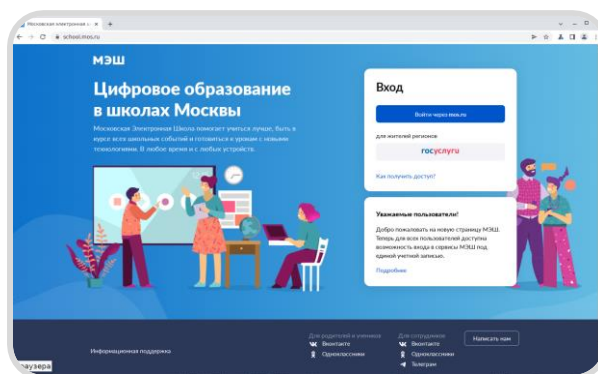 Московская электронная ш
school.mos.ru
МЭШ
Цифровое образование
в школах Москвы
Московская Электронная Школа помогает учиться лучше, быть в
курсе всех школьных событий и готовиться к урокам с новыми
технологиями. В любое время и с любых устройств.
Вход
Войти через mos.ru
для жителей регионов
госуслуги
Как получить доступ?
Уважаемые пользователи!
Добро пожаловать на новую страницу МЭШ.
Теперь для всех пользователей доступна
возможность входа в сервисы МЭШ под
единой учетной записью.
Подробнее
Информационная поддержка
Для родителей и учеников
Вконтакте
Одноклассники
Для сотрудников
Вконтакте
Одноклассники
Телеграм
Написать нам
раузера